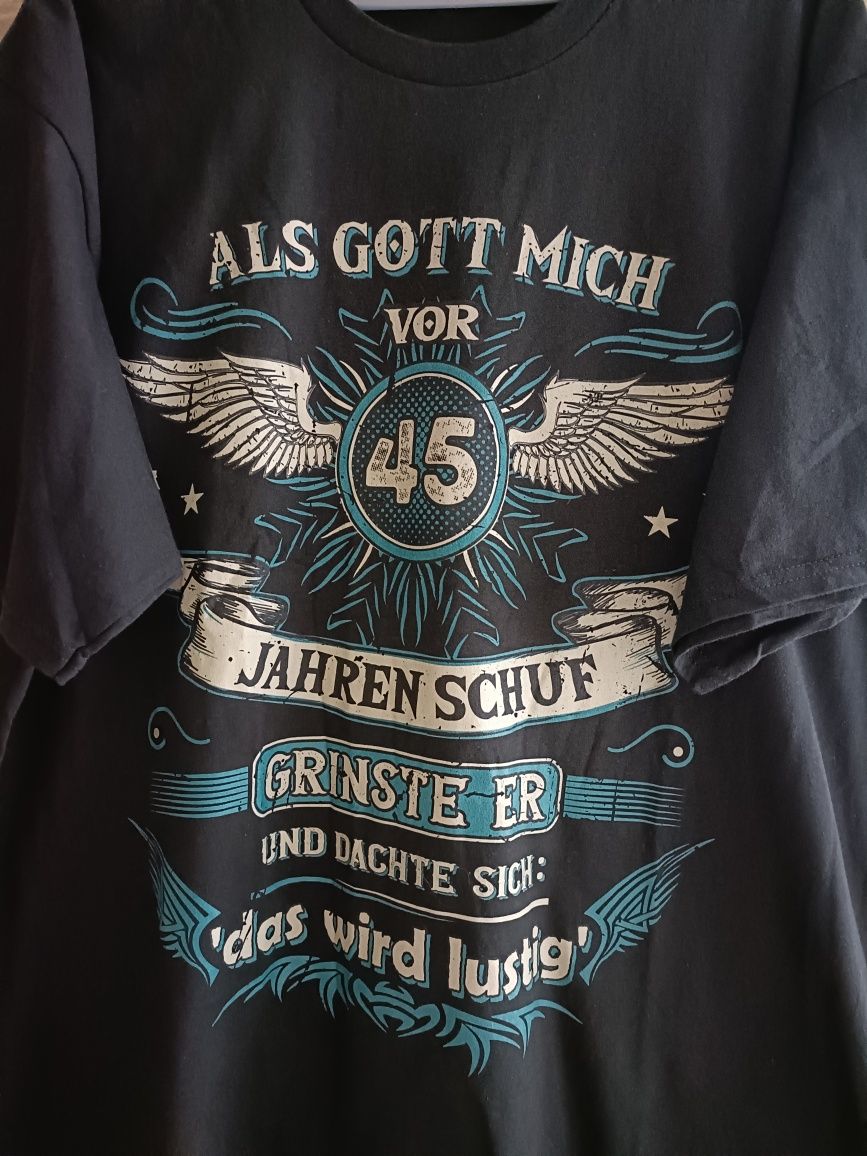 ALS GOTT MICH
VOR
45
JAHREN SCHUF
GRINSTE ER
UND DACHTE SICH:
'das wird lustig'